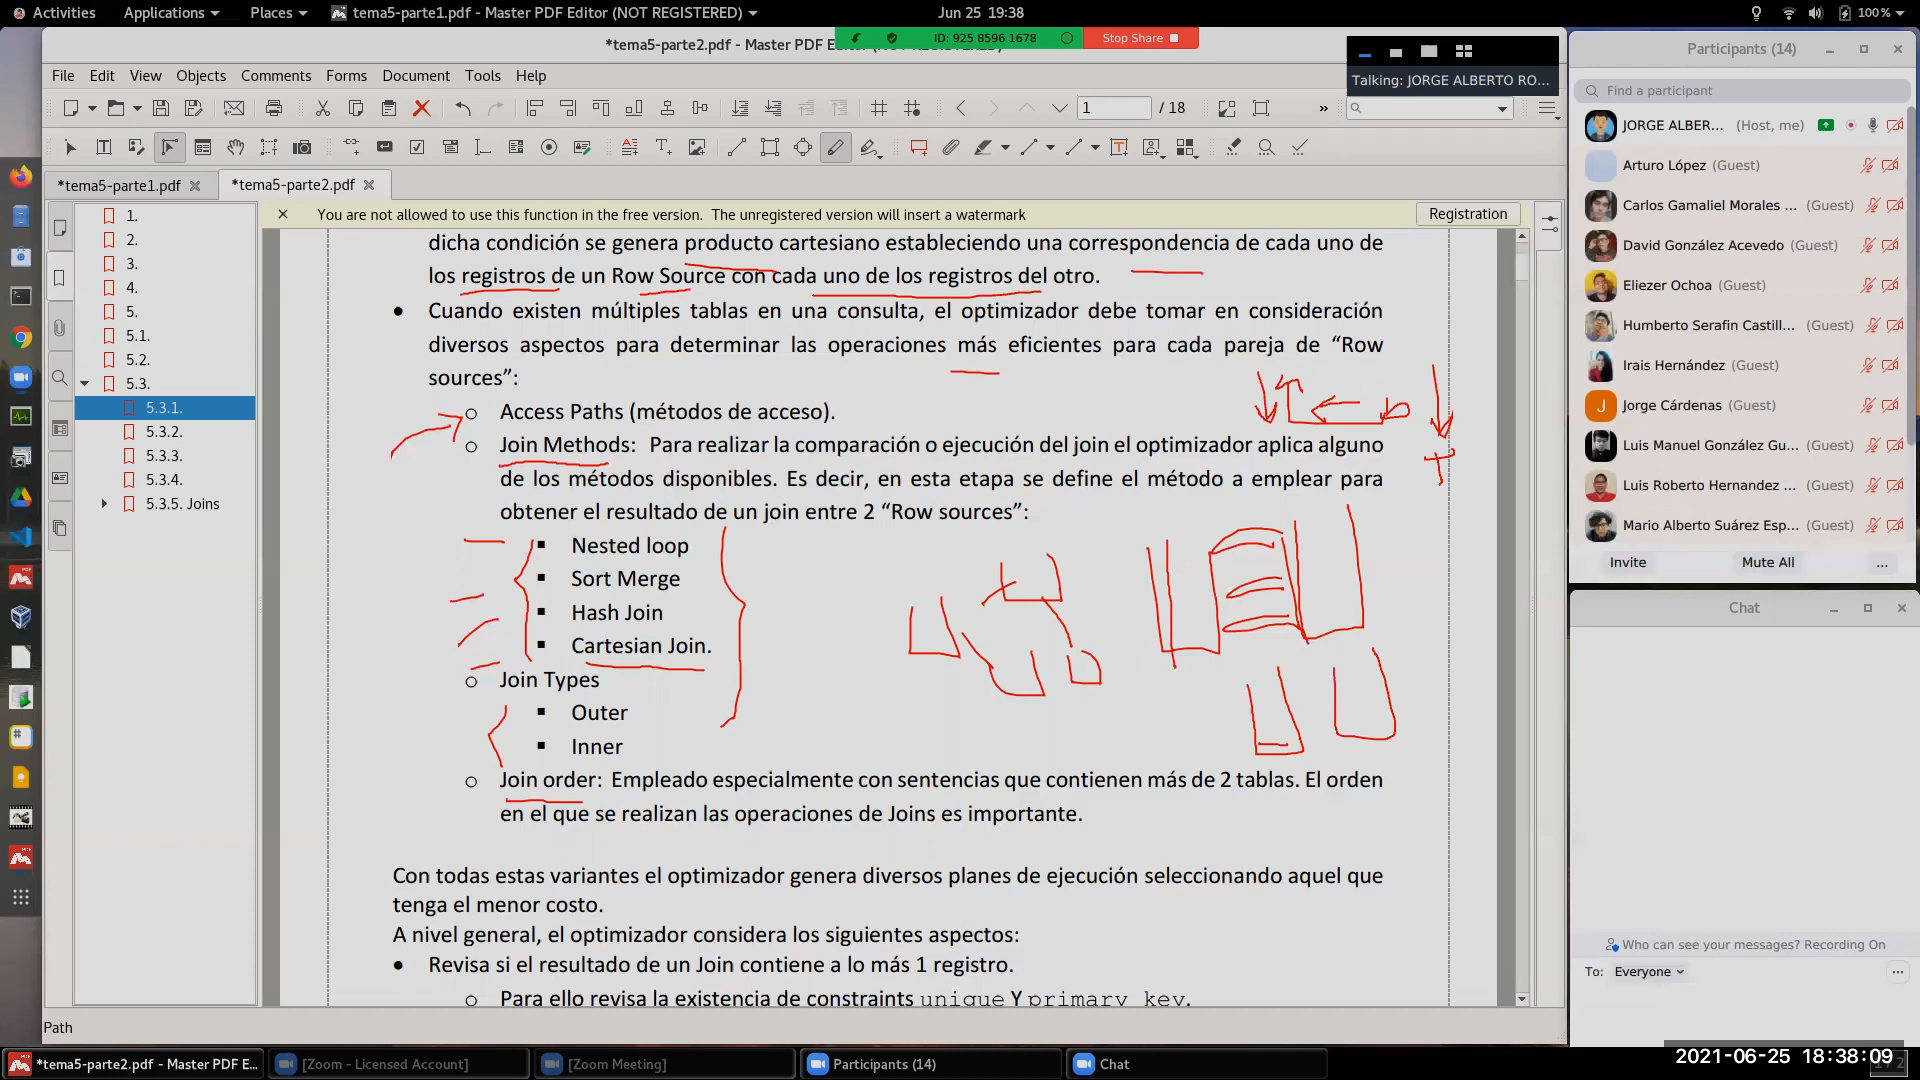 Activities
Applications
Places
tema5-parte1.pdf - Master PDF Editor (NOT REGISTERED)
Jun 25 19:38
100 %
*tema5-parte2.pdf - Master PDF Editor (NOT REGISTERED)
ID: 925 8596 1678
Stop Share
Talking: JORGE ALBERTO RO...
File Edit View Objects Comments Forms Document Tools Help
1 / 18
*tema5-parte1.pdf
*tema5-parte2.pdf
You are not allowed to use this function in the free version. The unregistered version will insert a watermark
Registration
1.
2.
3.
4.
5.
5.1.
5.2.
5.3.
5.3.1.
5.3.2.
5.3.3.
5.3.4.
5.3.5. Joins
dicha condición se genera producto cartesiano estableciendo una correspondencia de cada uno de
los registros de un Row Source con cada uno de los registros del otro.
• Cuando existen múltiples tablas en una consulta, el optimizador debe tomar en consideración
diversos aspectos para determinar las operaciones más eficientes para cada pareja de “Row
sources”:
o Access Paths (métodos de acceso).
o Join Methods: Para realizar la comparación o ejecución del join el optimizador aplica alguno
de los métodos disponibles. Es decir, en esta etapa se define el método a emplear para
obtener el resultado de un join entre 2 “Row sources”:
▪ Nested loop
▪ Sort Merge
▪ Hash Join
▪ Cartesian Join.
o Join Types
▪ Outer
▪ Inner
o Join order: Empleado especialmente con sentencias que contienen más de 2 tablas. El orden
en el que se realizan las operaciones de Joins es importante.
Con todas estas variantes el optimizador genera diversos planes de ejecución seleccionando aquel que
tenga el menor costo.
A nivel general, el optimizador considera los siguientes aspectos:
• Revisa si el resultado de un Join contiene a lo más 1 registro.
o Para ello revisa la existencia de constraints unique Y primary key.
Path
Participants (14)
Find a participant
JORGE ALBER... (Host, me)
Arturo López (Guest)
Carlos Gamaliel Morales ... (Guest)
David González Acevedo (Guest)
Eliezer Ochoa (Guest)
Humberto Serafin Castill... (Guest)
Irais Hernández (Guest)
J Jorge Cárdenas (Guest)
Luis Manuel González Gu... (Guest)
Luis Roberto Hernandez ... (Guest)
Mario Alberto Suárez Esp... (Guest)
Invite
Mute All
...
Chat
Who can see your messages? Recording On
To: Everyone
*tema5-parte2.pdf - Master PDF E...
[Zoom - Licensed Account]
[Zoom Meeting]
Participants (14)
Chat
2021-06-25 18:38:09